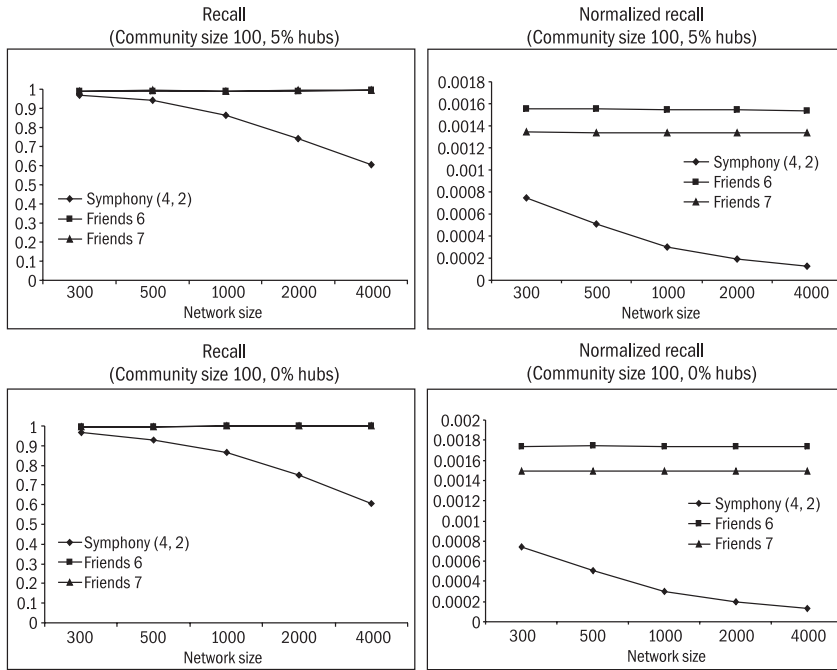 Recall
(Community size 100, 5% hubs)
1
0.9
0.8
0.7
0.6
0.5
0.4
0.3
0.2
0.1
0
Symphony (4, 2)
Friends 6
Friends 7
300 500 1000 2000 4000
Network size
Normalized recall
(Community size 100, 5% hubs)
0.0018
0.0016
0.0014
0.0012
0.001
0.0008
0.0006
0.0004
0.0002
0
Symphony (4, 2)
Friends 6
Friends 7
300 500 1000 2000 4000
Network size
Recall
(Community size 100, 0% hubs)
1
0.9
0.8
0.7
0.6
0.5
0.4
0.3
0.2
0.1
0
Symphony (4, 2)
Friends 6
Friends 7
300 500 1000 2000 4000
Network size
Normalized recall
(Community size 100, 0% hubs)
0.002
0.0018
0.0016
0.0014
0.0012
0.001
0.0008
0.0006
0.0004
0.0002
0
Symphony (4, 2)
Friends 6
Friends 7
300 500 1000 2000 4000
Network size